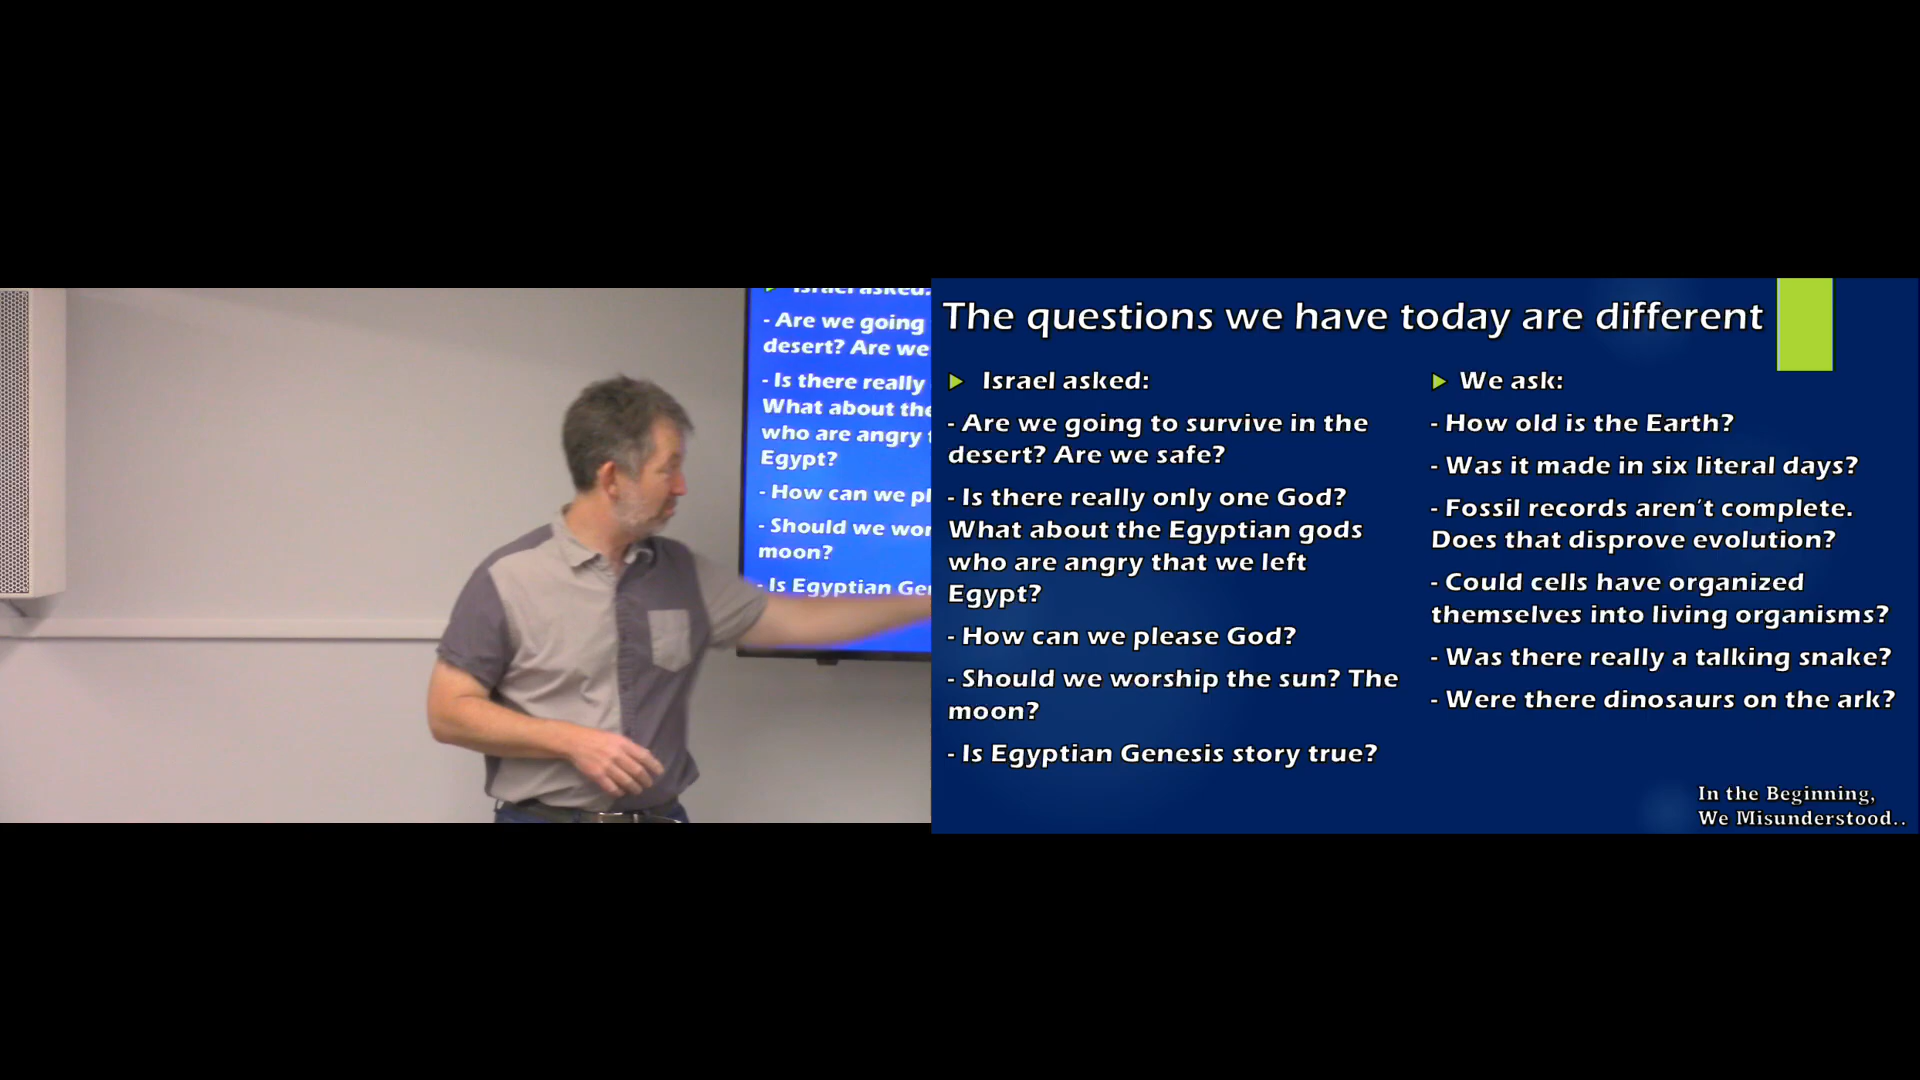 Israel asked:
- Are we going
desert? Are we
- Is there really
What about the
who are angry
Egypt?
- How can we pl
- Should we wor
moon?
- Is Egyptian Ge
The questions we have today are different
Israel asked:
- Are we going to survive in the
desert? Are we safe?
- Is there really only one God?
What about the Egyptian gods
who are angry that we left
Egypt?
- How can we please God?
- Should we worship the sun? The
moon?
- Is Egyptian Genesis story true?
We ask:
- How old is the Earth?
- Was it made in six literal days?
- Fossil records aren't complete.
Does that disprove evolution?
- Could cells have organized
themselves into living organisms?
- Was there really a talking snake?
- Were there dinosaurs on the ark?
In the Beginning,
We Misunderstood..